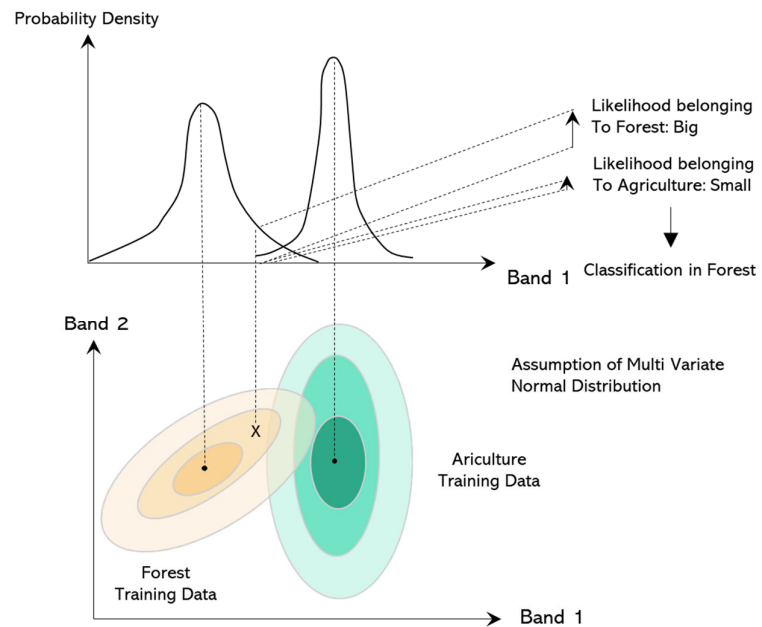 Probability Density
Likelihood belonging
To Forest: Big
Likelihood belonging
To Agriculture: Small
Band 1
Classification in Forest
Band 2
Assumption of Multi Variate
Normal Distribution
X
Ariculture
Training Data
Forest
Training Data
Band 1